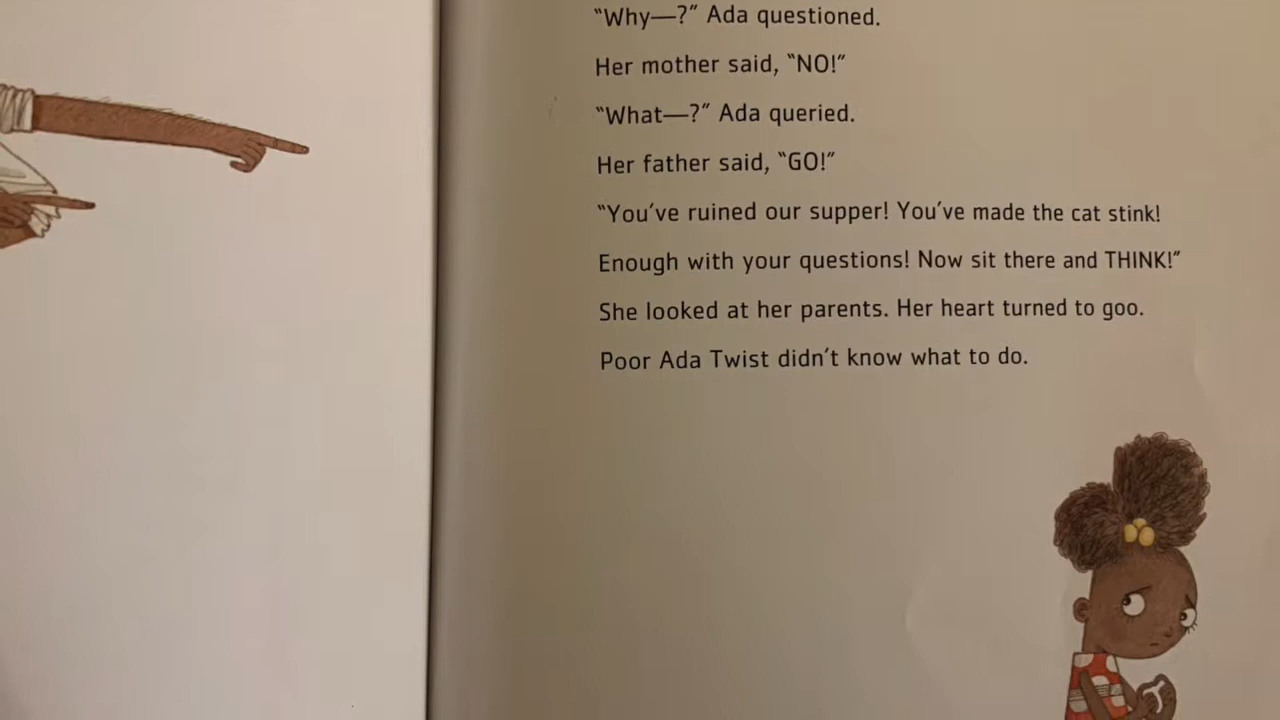 “Why—?” Ada questioned.
Her mother said, “NO!”
“What—?” Ada queried.
Her father said, “GO!”
“You’ve ruined our supper! You’ve made the cat stink!
Enough with your questions! Now sit there and THINK!”
She looked at her parents. Her heart turned to goo.
Poor Ada Twist didn’t know what to do.